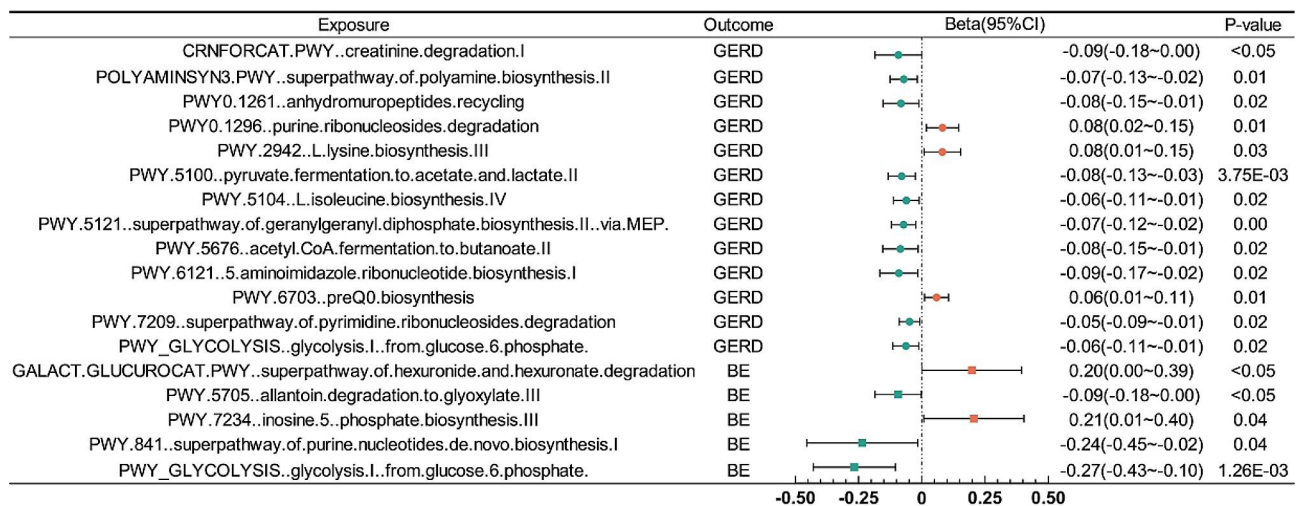 Exposure Outcome Beta(95%CI) P-value
CRNFORCAT.PWY..creatinine.degradation.I GERD -0.09(-0.18~0.00) <0.05
POLYAMINSYN3.PWY..superpathway.of.polyamine.biosynthesis.II GERD -0.07(-0.13~-0.02) 0.01
PWY0.1261..anhydromuropeptides.recycling GERD -0.08(-0.15~-0.01) 0.02
PWY0.1296..purine.ribonucleosides.degradation GERD 0.08(0.02~0.15) 0.01
PWY.2942..L.lysine.biosynthesis.III GERD 0.08(0.01~0.15) 0.03
PWY.5100..pyruvate.fermentation.to.acetate.and.lactate.II GERD -0.08(-0.13~-0.03) 3.75E-03
PWY.5104..L.isoleucine.biosynthesis.IV GERD -0.06(-0.11~-0.01) 0.02
PWY.5121..superpathway.of.geranylgeranyl.diphosphate.biosynthesis.II..via.MEP. GERD -0.07(-0.12~-0.02) 0.00
PWY.5676..acetyl.CoA.fermentation.to.butanoate.II GERD -0.08(-0.15~-0.01) 0.02
PWY.6121..5.aminoimidazole.ribonucleotide.biosynthesis.I GERD -0.09(-0.17~-0.02) 0.02
PWY.6703..preQ0.biosynthesis GERD 0.06(0.01~0.11) 0.01
PWY.7209..superpathway.of.pyrimidine.ribonucleosides.degradation GERD -0.05(-0.09~-0.01) 0.02
PWY_GLYCOLYSIS..glycolysis.I..from.glucose.6.phosphate. GERD -0.06(-0.11~-0.01) 0.02
GALACT.GLUCUROCAT.PWY..superpathway.of.hexuronide.and.hexuronate.degradation BE 0.20(0.00~0.39) <0.05
PWY.5705..allantoin.degradation.to.glyoxylate.III BE -0.09(-0.18~0.00) <0.05
PWY.7234..inosine.5..phosphate.biosynthesis.III BE 0.21(0.01~0.40) 0.04
PWY.841..superpathway.of.purine.nucleotides.de.novo.biosynthesis.I BE -0.24(-0.45~-0.02) 0.04
PWY_GLYCOLYSIS..glycolysis.I..from.glucose.6.phosphate. BE -0.27(-0.43~-0.10) 1.26E-03
-0.50 -0.25 0 0.25 0.50